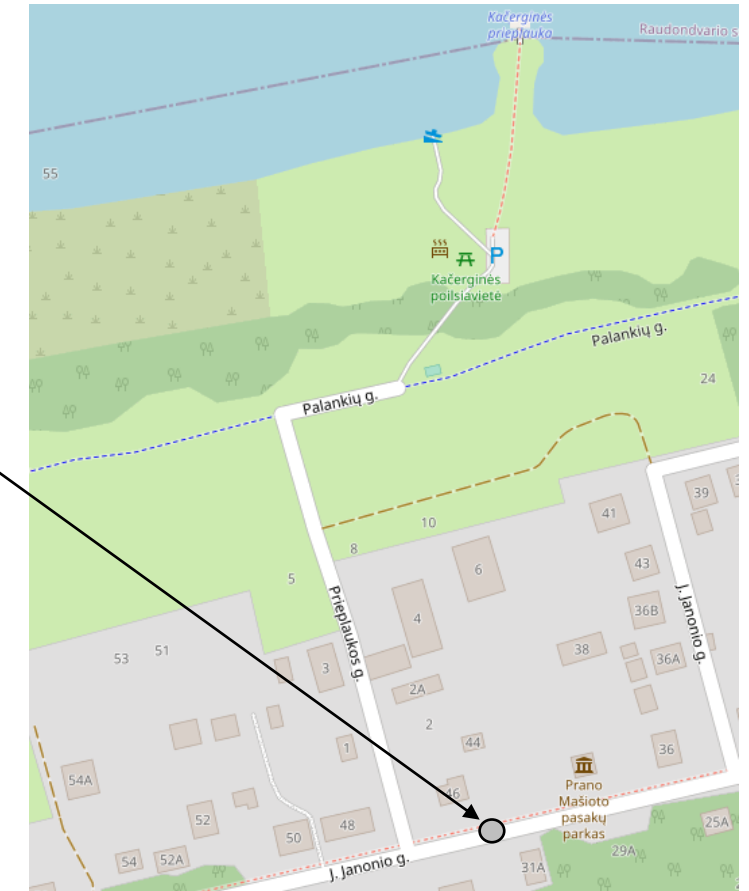 Kačerginės
prieplauka
Raudondvario s
55
P
Kačerginės
poilsiavietė
Palankių g.
24
Palankių g.
39
41
10
8
6
43
5
36B
4
J. Janonio g.
Prieplaukos g.
38
36A
51
53
3
2A
2
44
36
1
54A
46
Prano
Mašioto
pasakų
parkas
52
48
50
25A
29A
54
52A
J. Janonio g.
31A